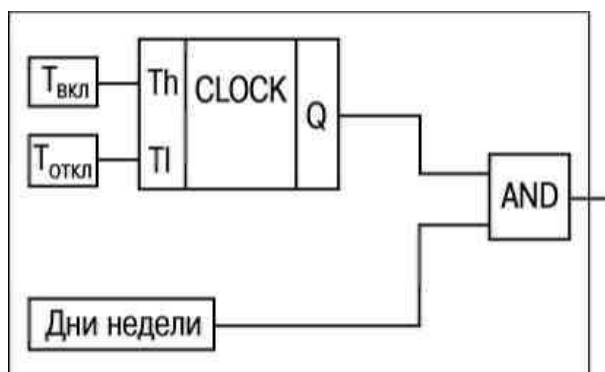 Tвкл
Th
CLOCK
Q
Tоткл
Tl
AND
Дни недели